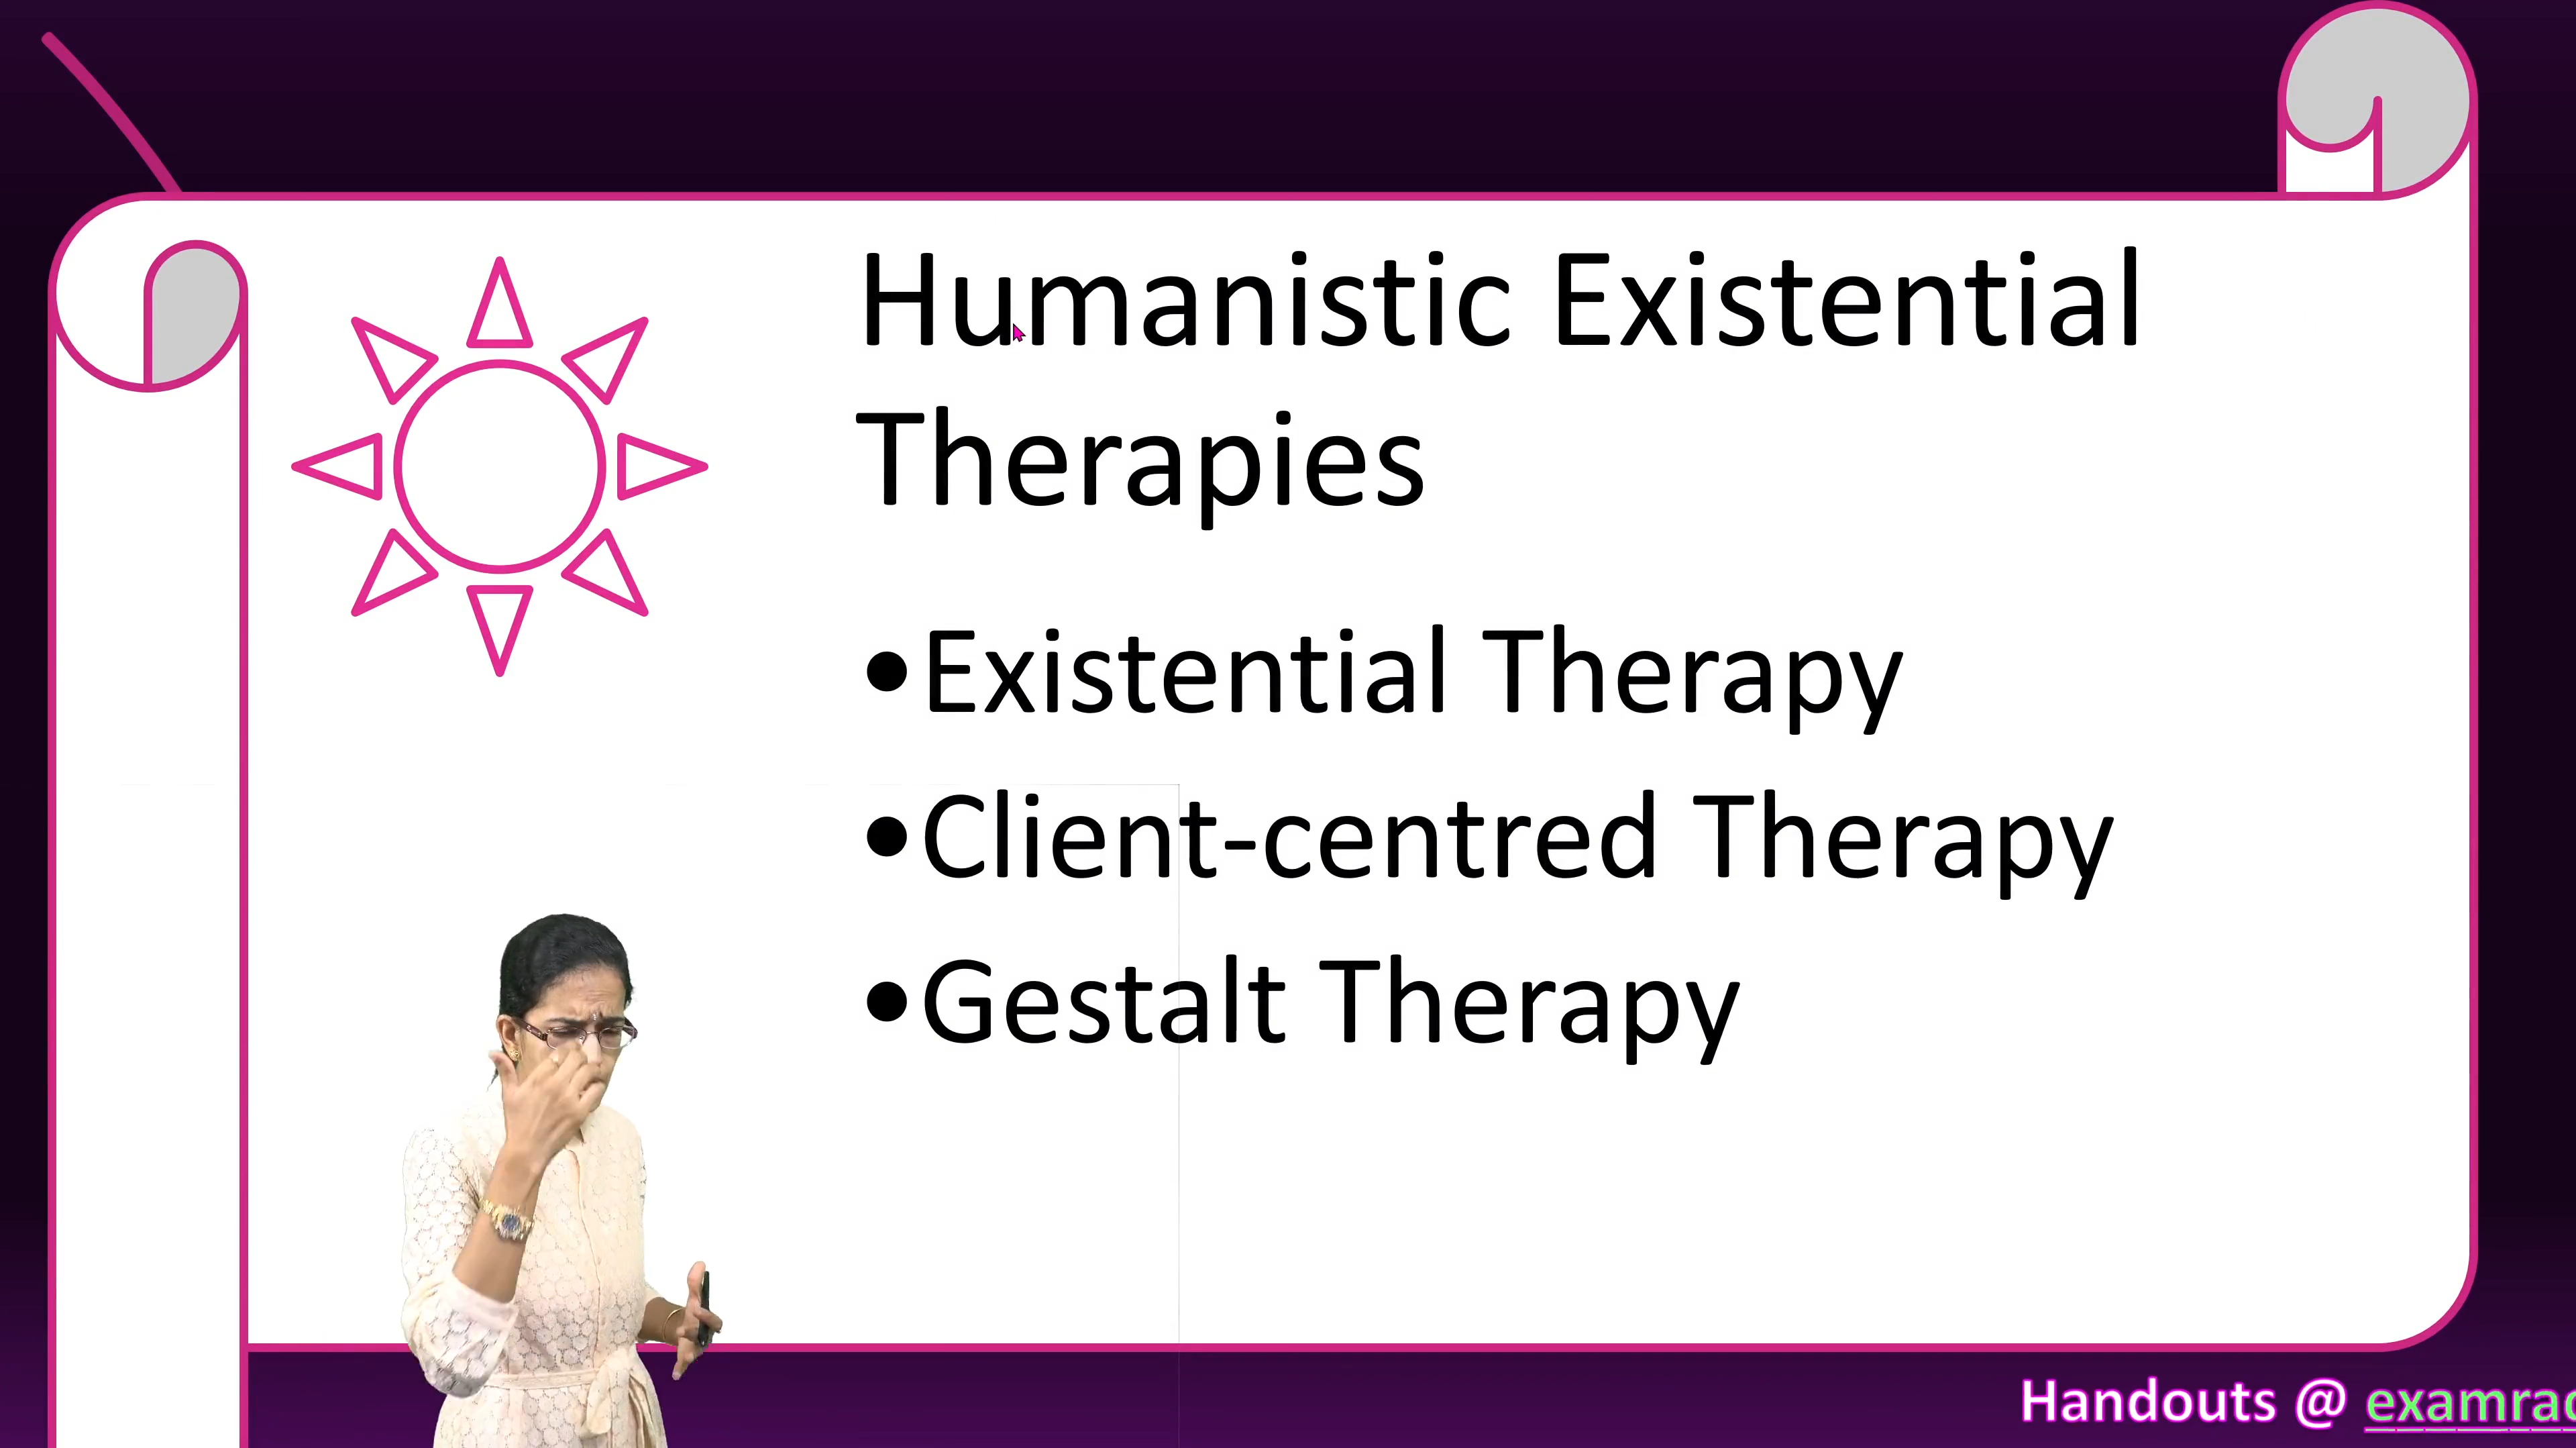 Humanistic Existential
Therapies
•Existential Therapy
•Client-centred Therapy
•Gestalt Therapy
Handouts @